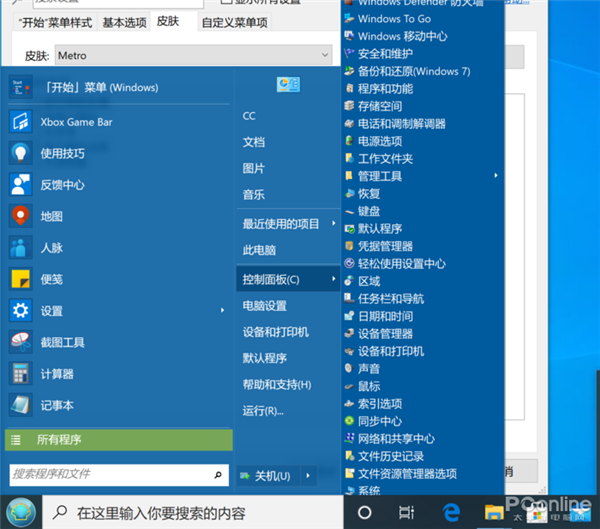 显示所有设置
"开始"菜单样式 基本选项 皮肤 自定义菜单项
皮肤: Metro
「开始」菜单 (Windows)
Xbox Game Bar
使用技巧
反馈中心
地图
人脉
便笺
设置
截图工具
计算器
记事本
所有程序
搜索程序和文件
CC
文档
图片
音乐
最近使用的项目
此电脑
控制面板(C)
电脑设置
设备和打印机
默认程序
帮助和支持(H)
运行(R)...
关机(U)
Windows Defender 防火墙
Windows To Go
Windows 移动中心
安全和维护
备份和还原(Windows 7)
程序和功能
存储空间
电话和调制解调器
电源选项
工作文件夹
管理工具
恢复
键盘
默认程序
凭据管理器
轻松使用设置中心
区域
任务栏和导航
日期和时间
设备管理器
设备和打印机
声音
鼠标
索引选项
同步中心
网络和共享中心
文件历史记录
文件资源管理器选项
系统
在这里输入你要搜索的内容
PConline